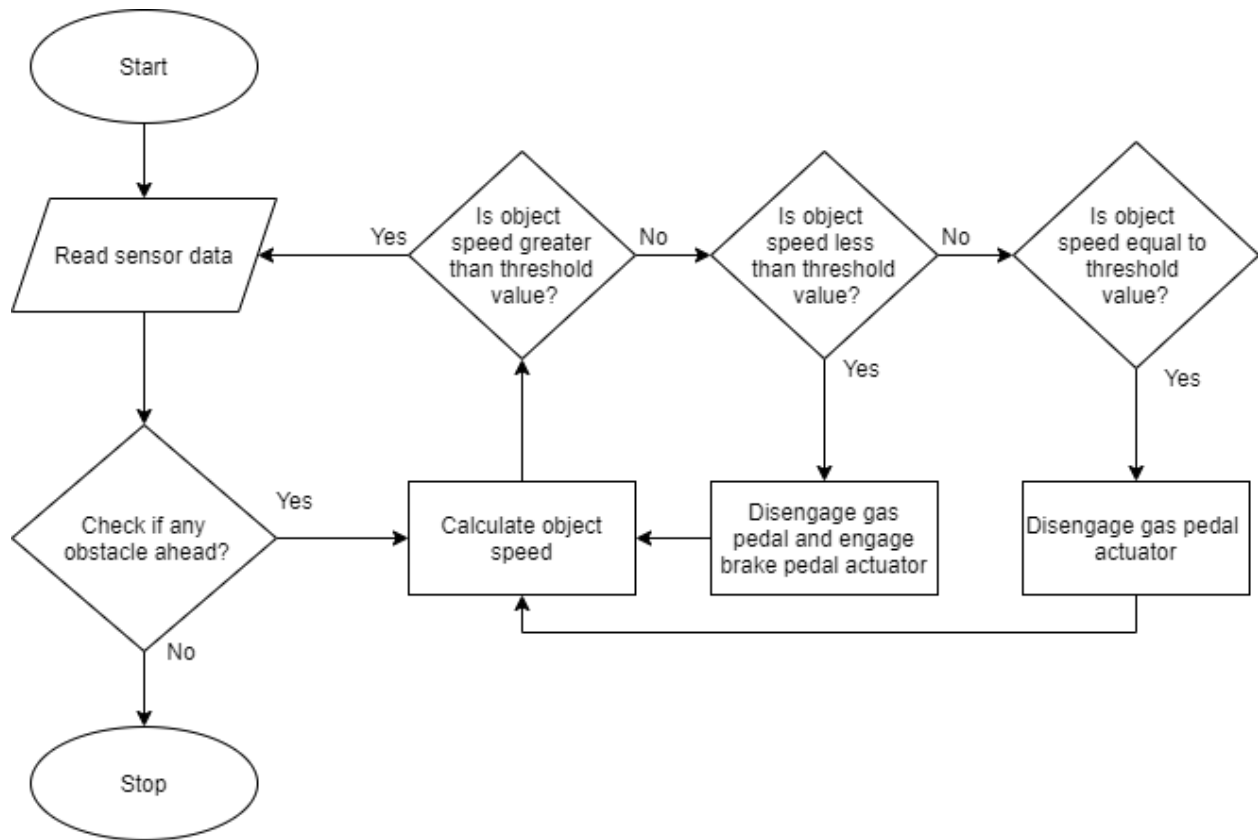 Start
Read sensor data
Check if any
obstacle ahead?
Yes
No
Stop
Calculate object
speed
Is object
speed greater
than threshold
value?
Yes
No
Is object
speed less
than threshold
value?
Yes
No
Disengage gas
pedal and engage
brake pedal actuator
Is object
speed equal to
threshold
value?
Yes
Disengage gas pedal
actuator